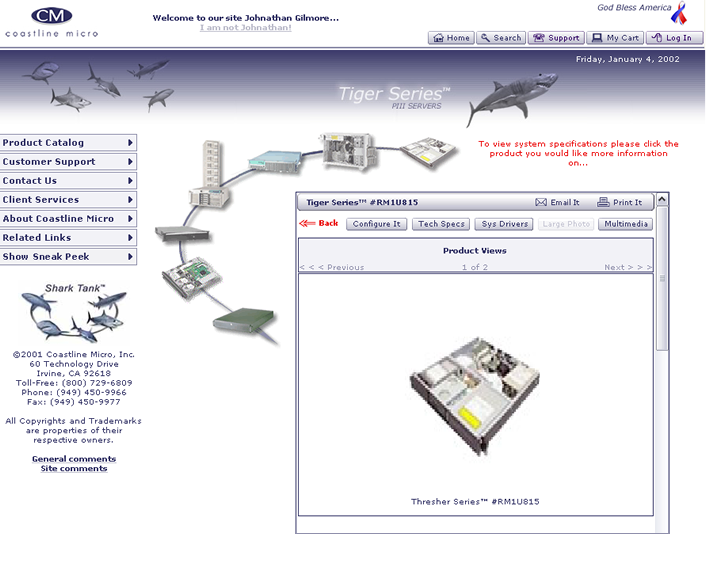 CM
coastline micro
Welcome to our site Johnathan Gilmore...
I am not Johnathan!
God Bless America
Home
Search
Support
My Cart
Log In
Friday, January 4, 2002
Tiger Series™
PIII SERVERS
Product Catalog
Customer Support
Contact Us
Client Services
About Coastline Micro
Related Links
Show Sneak Peek
To view system specifications please click the
product you would like more information
on...
Tiger Series™ #RM1U815
Email It
Print It
Back
Configure It
Tech Specs
Sys Drivers
Large Photo
Multimedia
Product Views
< < < Previous
1 of 2
Next > > >
Thresher Series™ #RM1U815
Shark Tank™
©2001 Coastline Micro, Inc.
60 Technology Drive
Irvine, CA 92618
Toll-Free: (800) 729-6809
Phone: (949) 450-9966
Fax: (949) 450-9977
All Copyrights and Trademarks
are properties of their
respective owners.
General comments
Site comments